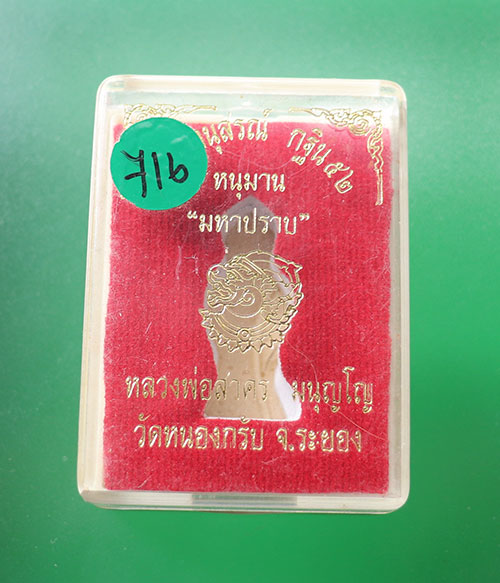 นุสรณ์ กฐิน ๕๒
หนุมาน
“มหาปราบ”
หลวงพ่อสาคร มนุญโญ
วัดหนองกรับ จ.ระยอง